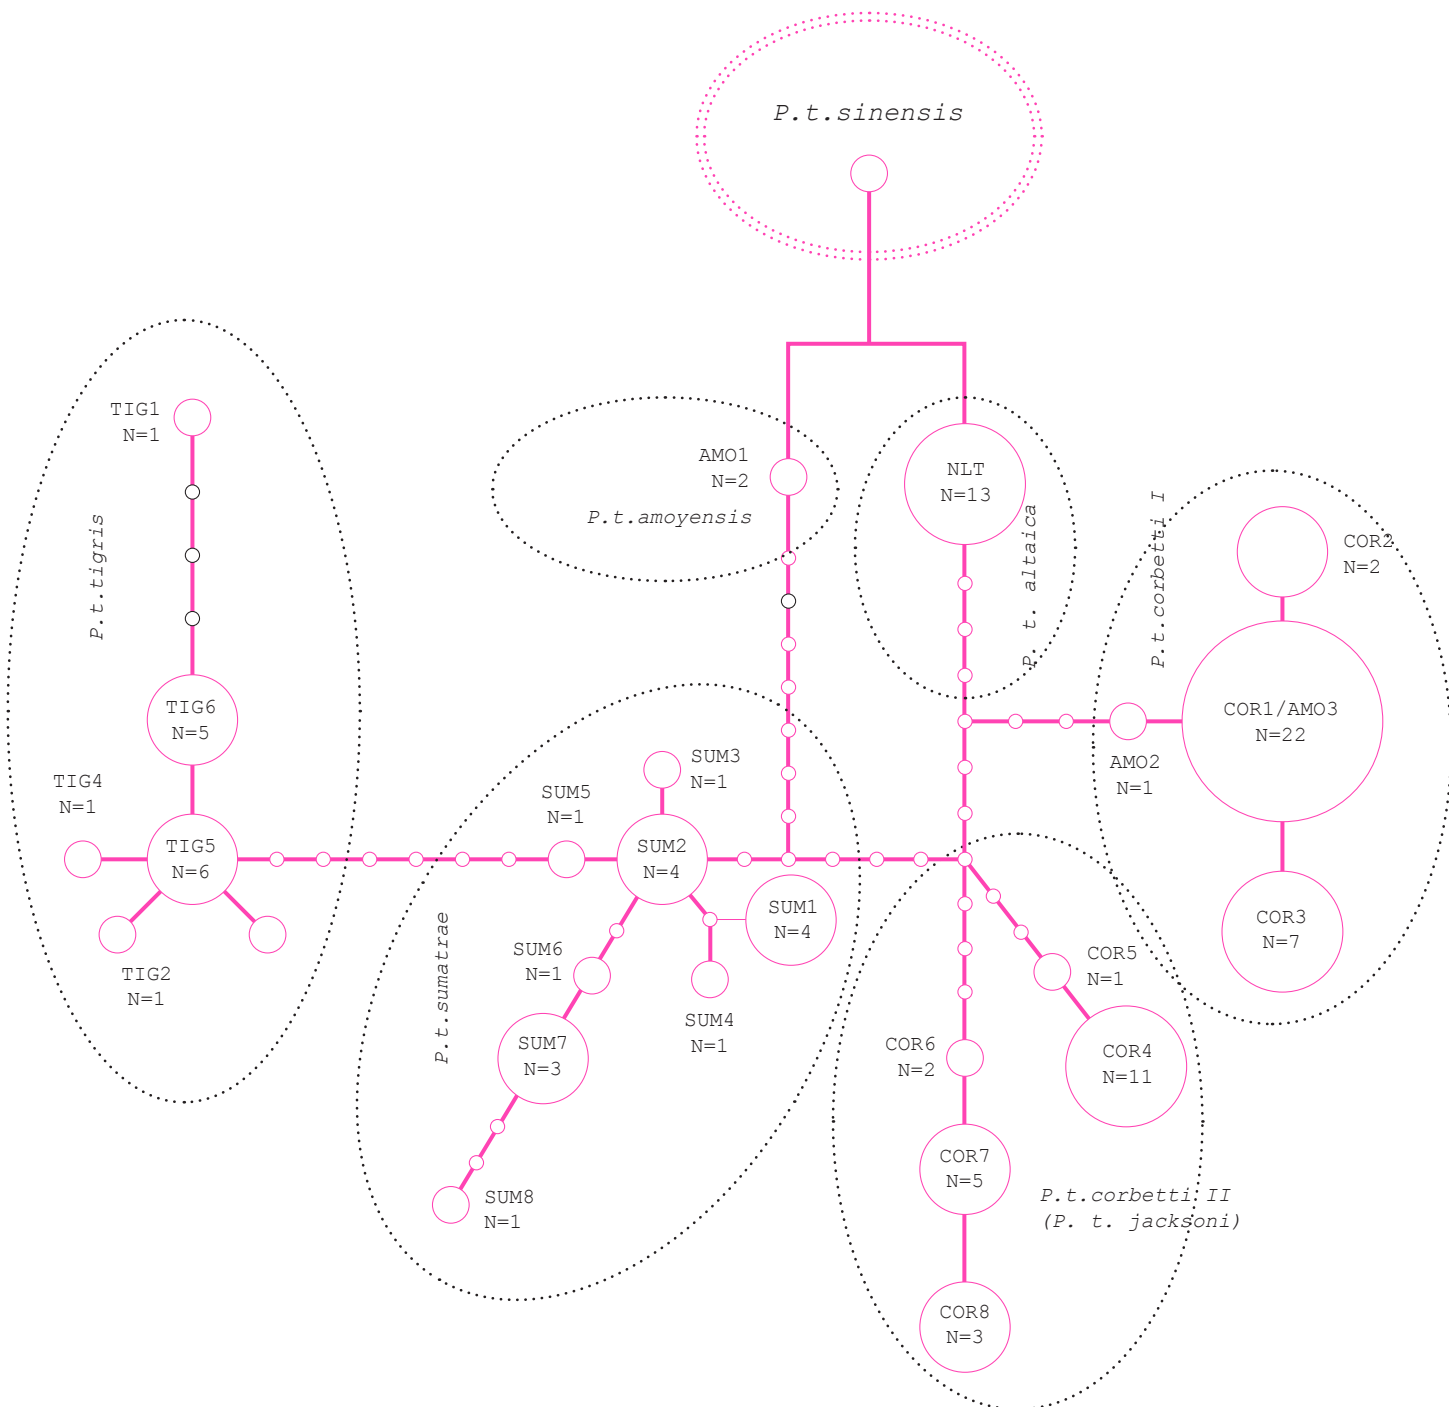 P.t.sinensis
TIG1
N=1
P.t.tigris
TIG6
N=5
TIG4
N=1
TIG5
N=6
TIG2
N=1
AMO1
N=2
P.t.amoyensis
NLT
N=13
P. t. altaica
P.t.corbetti I
COR2
N=2
COR1/AMO3
N=22
AMO2
N=1
COR3
N=7
SUM3
N=1
SUM5
N=1
SUM2
N=4
SUM1
N=4
SUM6
N=1
SUM4
N=1
P.t.sumatrae
SUM7
N=3
SUM8
N=1
COR5
N=1
COR4
N=11
COR6
N=2
COR7
N=5
P.t.corbetti II
(P. t. jacksoni)
COR8
N=3